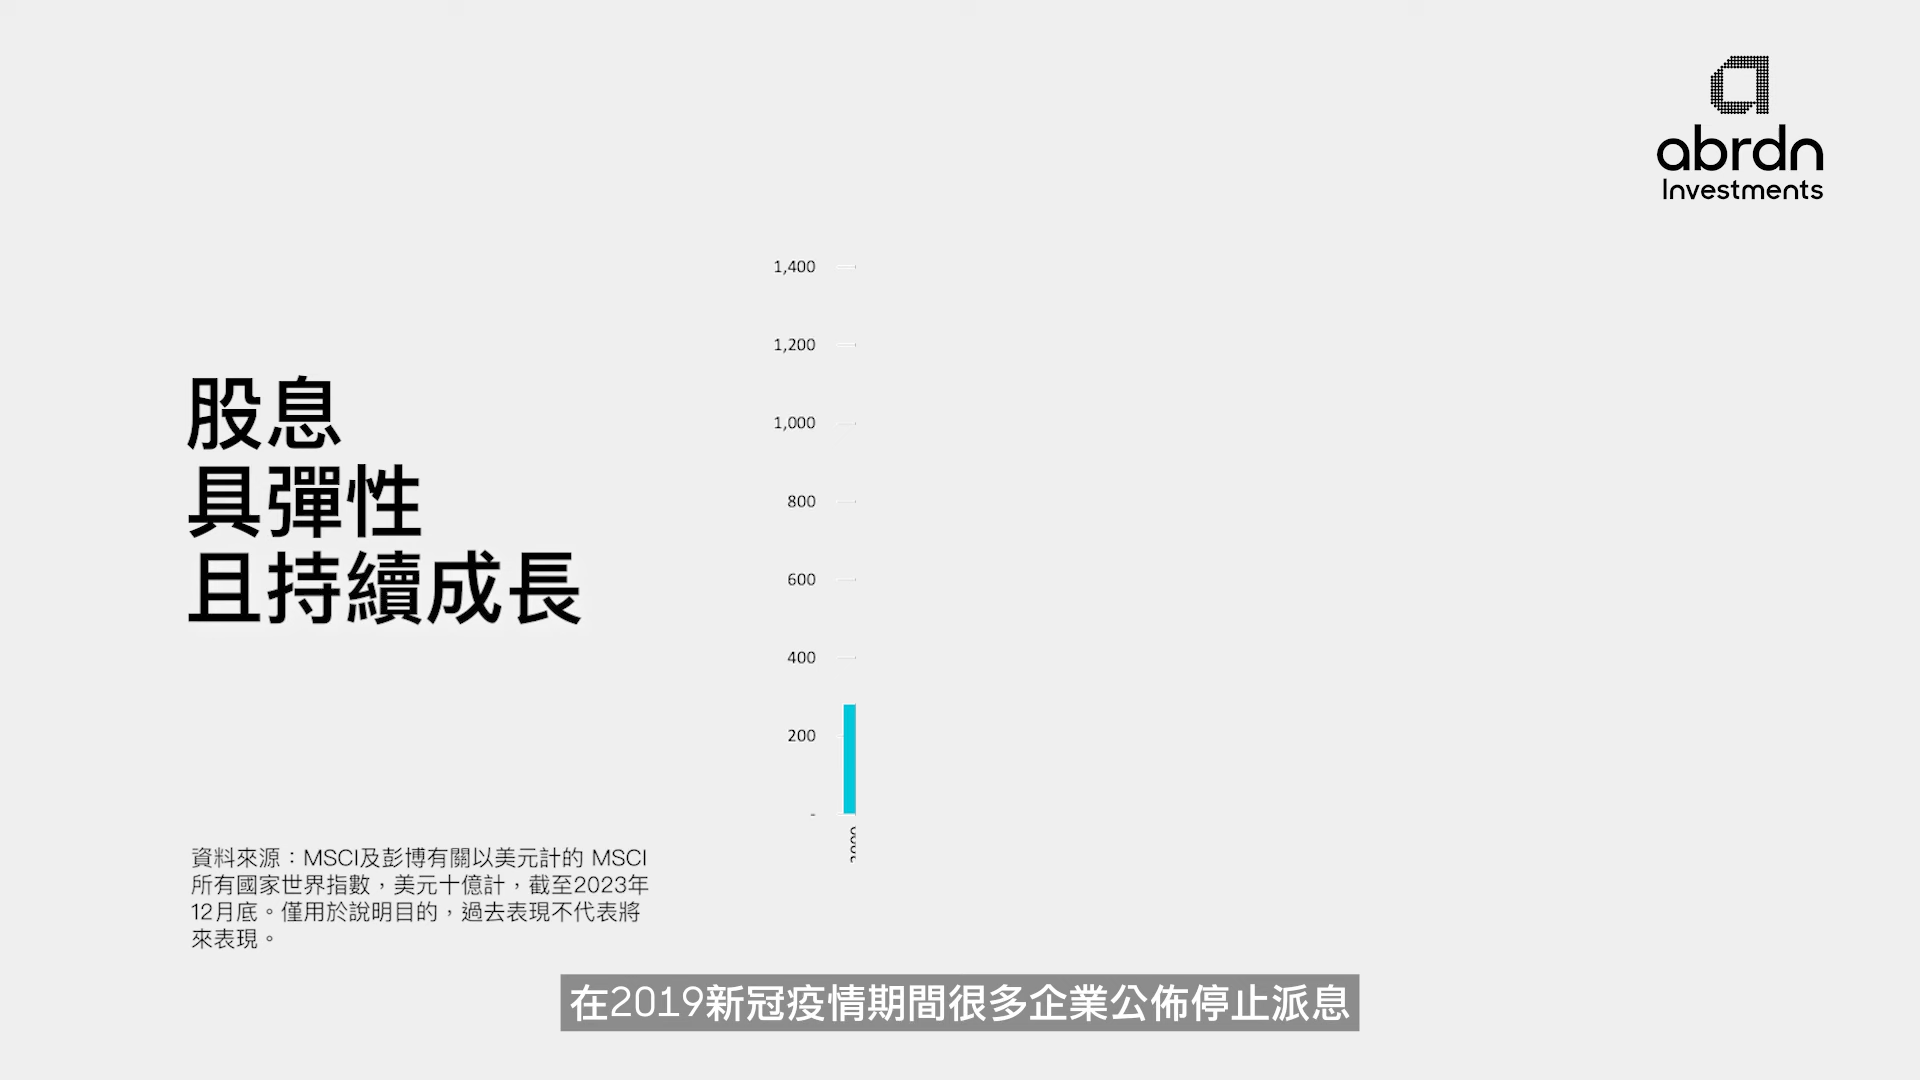 abrdn
Investments
股息
具彈性
且持續成長
1,400
1,200
1,000
800
600
400
200
-
資料來源：MSCI及彭博有關以美元計的 MSCI
所有國家世界指數，美元十億計，截至2023年
12月底。僅用於說明目的，過去表現不代表將
來表現。
在2019新冠疫情期間很多企業公佈停止派息